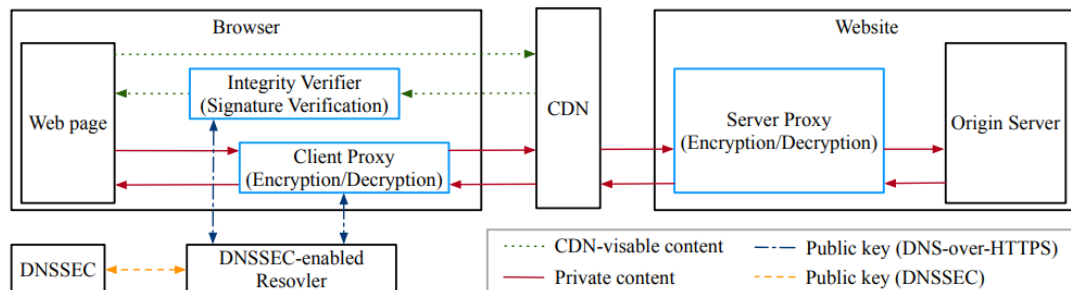 Browser
Website
Integrity Verifier
(Signature Verification)
Web page
CDN
Server Proxy
(Encryption/Decryption)
Origin Server
Client Proxy
(Encryption/Decryption)
DNSSEC
DNSSEC-enabled
Resovler
CDN-visable content
Public key (DNS-over-HTTPS)
Private content
Public key (DNSSEC)